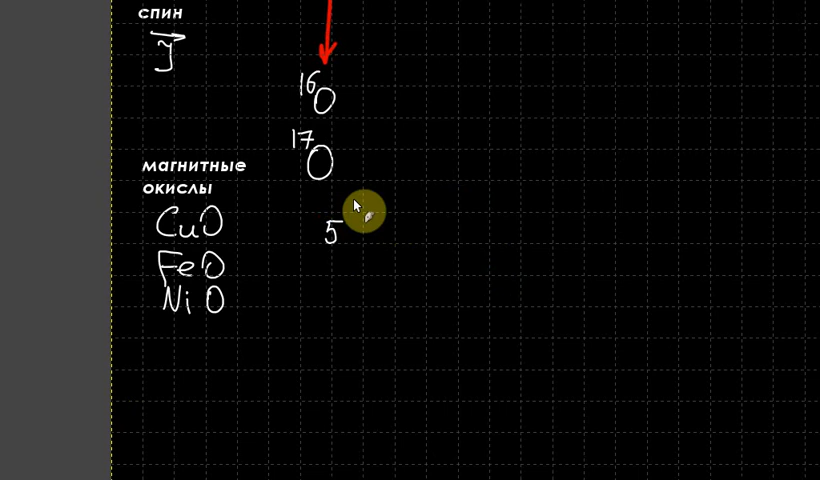 спин
J
16O
17O
магнитные
окислы
CuO
5
FeO
NiO